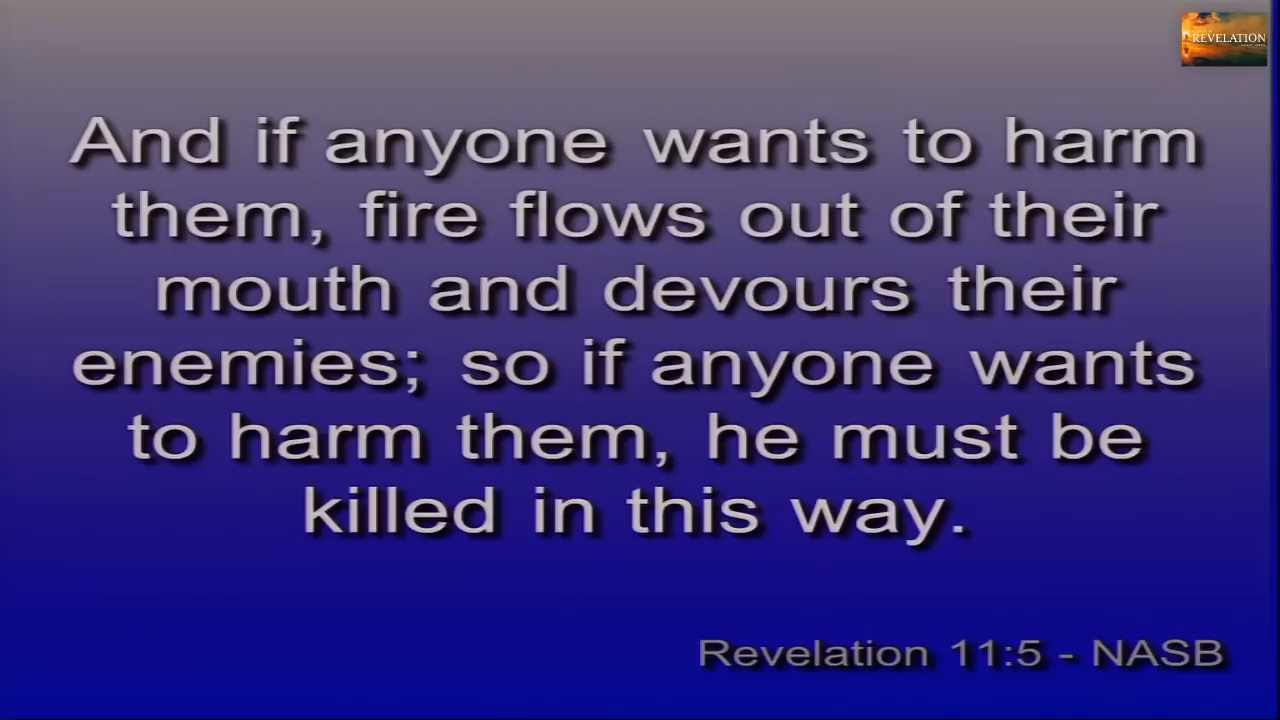 REVELATION
And if anyone wants to harm
them, fire flows out of their
mouth and devours their
enemies; so if anyone wants
to harm them, he must be
killed in this way.
Revelation 11:5 - NASB